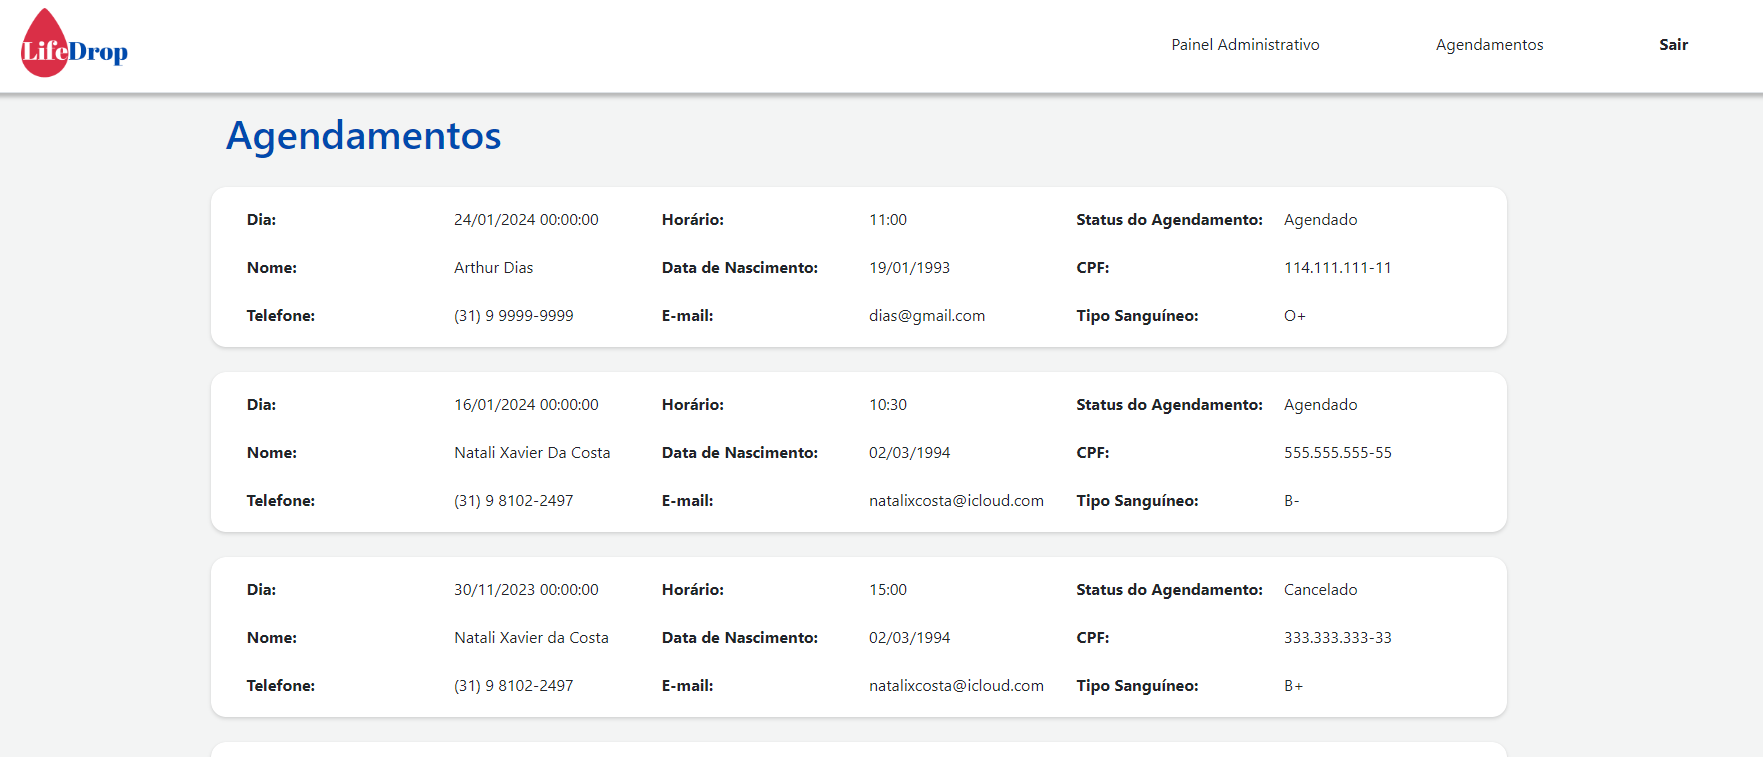 LifeDrop
Painel Administrativo Agendamentos Sair
Agendamentos
Dia: 24/01/2024 00:00:00 Horário: 11:00 Status do Agendamento: Agendado
Nome: Arthur Dias Data de Nascimento: 19/01/1993 CPF: 114.111.111-11
Telefone: (31) 9 9999-9999 E-mail: dias@gmail.com Tipo Sanguíneo: O+
Dia: 16/01/2024 00:00:00 Horário: 10:30 Status do Agendamento: Agendado
Nome: Natali Xavier Da Costa Data de Nascimento: 02/03/1994 CPF: 555.555.555-55
Telefone: (31) 9 8102-2497 E-mail: natalixcosta@icloud.com Tipo Sanguíneo: B-
Dia: 30/11/2023 00:00:00 Horário: 15:00 Status do Agendamento: Cancelado
Nome: Natali Xavier da Costa Data de Nascimento: 02/03/1994 CPF: 333.333.333-33
Telefone: (31) 9 8102-2497 E-mail: natalixcosta@icloud.com Tipo Sanguíneo: B+